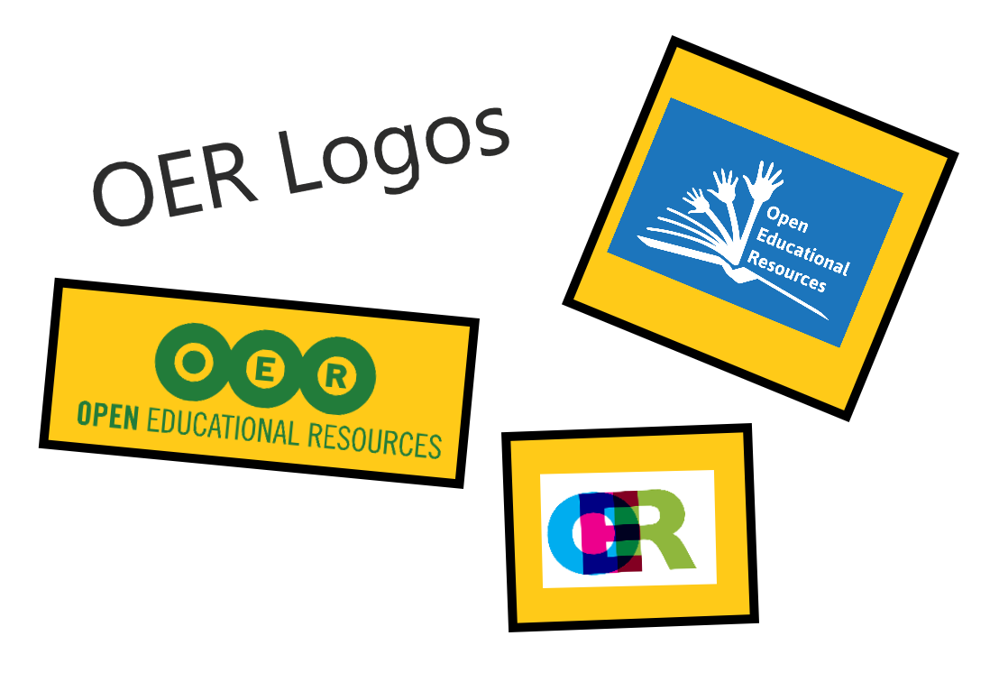 OER Logos
Open
Educational
Resources
OER
OPEN EDUCATIONAL RESOURCES
OER